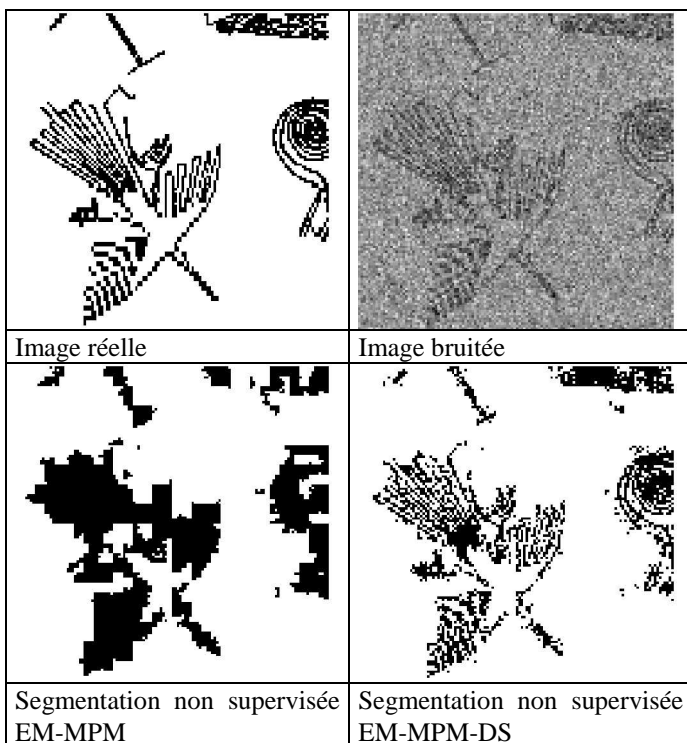 Image réelle
Image bruitée
Segmentation non supervisée
EM-MPM
Segmentation non supervisée
EM-MPM-DS